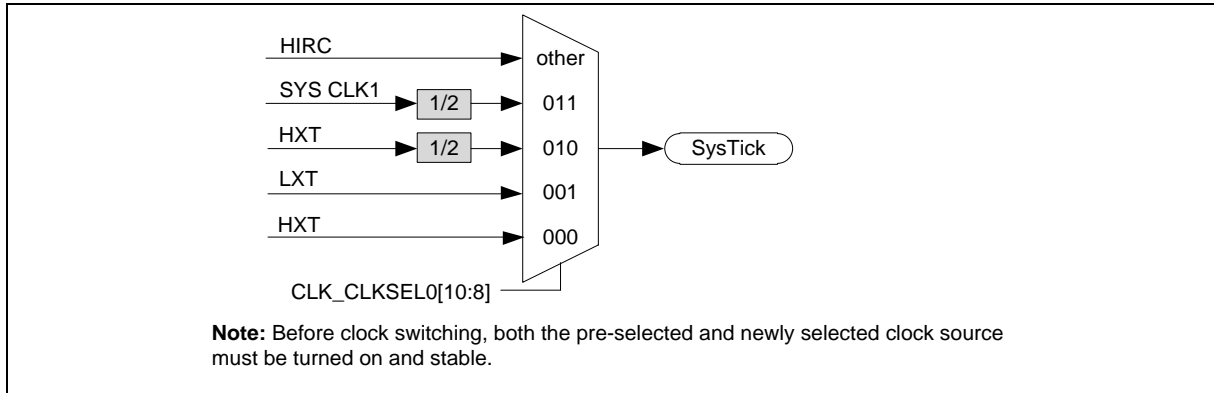 HIRC
other
SYS CLK1
1/2
011
HXT
1/2
010
SysTick
LXT
001
HXT
000
CLK_CLKSEL0[10:8]
Note: Before clock switching, both the pre-selected and newly selected clock source
must be turned on and stable.